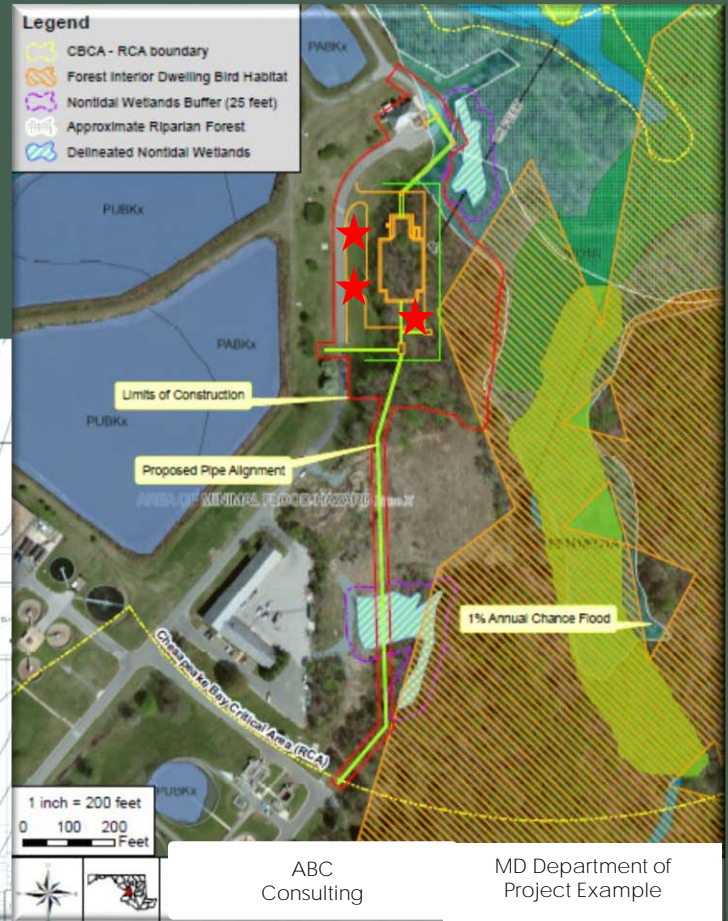 Legend
CBCA - RCA boundary
Forest Interior Dwelling Bird Habitat
Nontidal Wetlands Buffer (25 feet)
Approximate Riparian Forest
Delineated Nontidal Wetlands
PABKx
PUBKx
PABKx
PUBKx
Limits of Construction
Proposed Pipe Alignment
AREA OF MINIMAL FLOOD HAZARD Zone X
1% Annual Chance Flood
Chesapeake Bay Critical Area (RCA)
PUBKx
1 inch = 200 feet
0 100 200
Feet
ABC
Consulting
MD Department of
Project Example